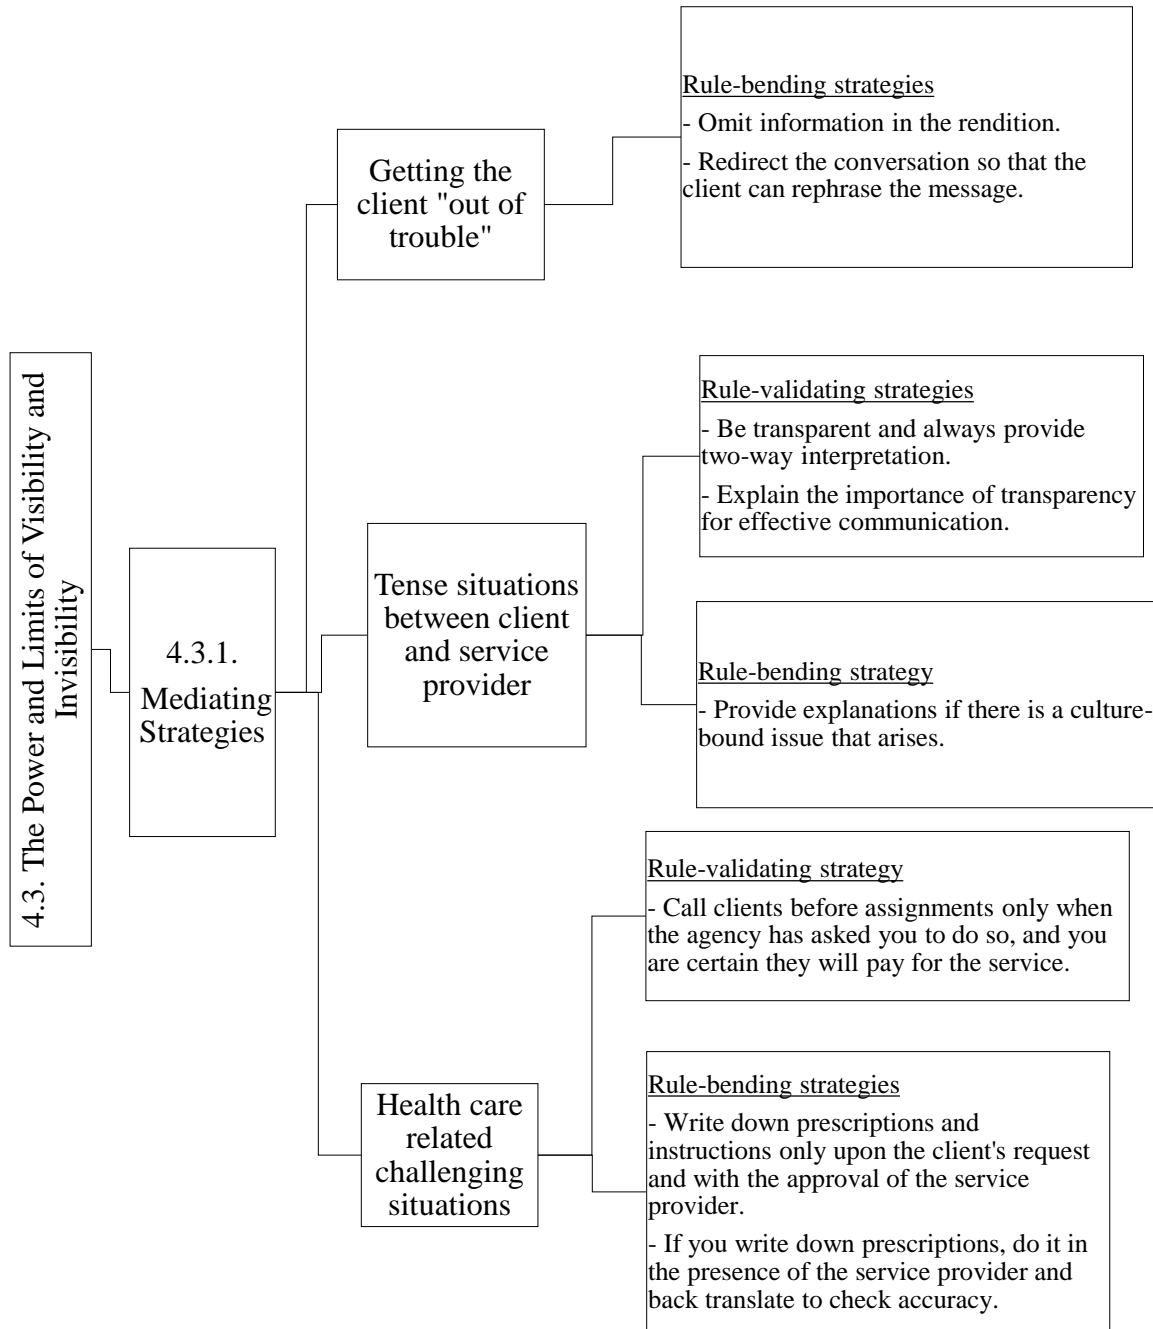 4.3. The Power and Limits of Visibility and
Invisibility
4.3.1.
Mediating
Strategies
Getting the
client "out of
trouble"
Rule-bending strategies
- Omit information in the rendition.
- Redirect the conversation so that the
client can rephrase the message.
Tense situations
between client
and service
provider
Rule-validating strategies
- Be transparent and always provide
two-way interpretation.
- Explain the importance of transparency
for effective communication.
Rule-bending strategy
- Provide explanations if there is a culture-
bound issue that arises.
Health care
related
challenging
situations
Rule-validating strategy
- Call clients before assignments only when
the agency has asked you to do so, and you
are certain they will pay for the service.
Rule-bending strategies
- Write down prescriptions and
instructions only upon the client's request
and with the approval of the service
provider.
- If you write down prescriptions, do it in
the presence of the service provider and
back translate to check accuracy.